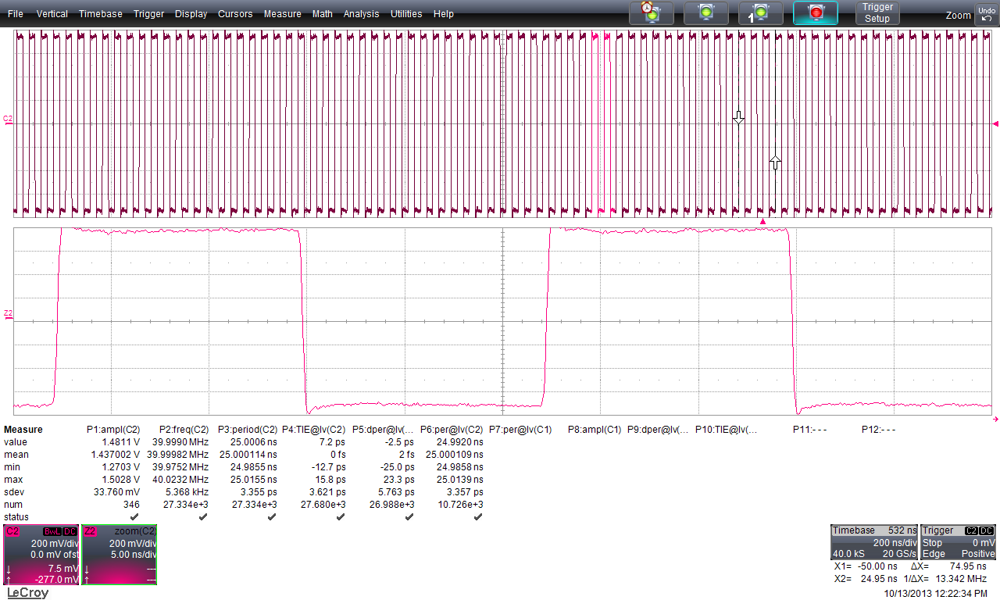 File Vertical Timebase Trigger Display Cursors Measure Math Analysis Utilities Help 1 Trigger Setup Zoom Undo
C2
Z2
Measure P1:ampl(C2) P2:freq(C2) P3:period(C2) P4:TIE@lv(C2) P5:dper@lv(... P6:per@lv(C2) P7:per@lv(C1) P8:ampl(C1) P9:dper@lv(... P10:TIE@lv(... P11:- - - P12:- - -
value 1.4811 V 39.9990 MHz 25.0006 ns 7.2 ps -2.5 ps 24.9920 ns
mean 1.437002 V 39.99982 MHz 25.000114 ns 0 fs 2 fs 25.000109 ns
min 1.2703 V 39.9752 MHz 24.9855 ns -12.7 ps -25.0 ps 24.9858 ns
max 1.5028 V 40.0232 MHz 25.0155 ns 15.8 ps 23.3 ps 25.0139 ns
sdev 33.760 mV 5.368 kHz 3.355 ps 3.621 ps 5.763 ps 3.357 ps
num 346 27.334e+3 27.334e+3 27.680e+3 26.988e+3 10.726e+3
status
C2 BwL DC
200 mV/div
0.0 mV ofst
7.5 mV
-277.0 mV
Z2 zoom(C2)
200 mV/div
5.00 ns/div
---
---
Timebase 532 ns
200 ns/div
40.0 kS 20 GS/s
Trigger C2 DC
Stop 0 mV
Edge Positive
X1= -50.00 ns ΔX= 74.95 ns
X2= 24.95 ns 1/ΔX= 13.342 MHz
LeCroy
10/13/2013 12:22:34 PM